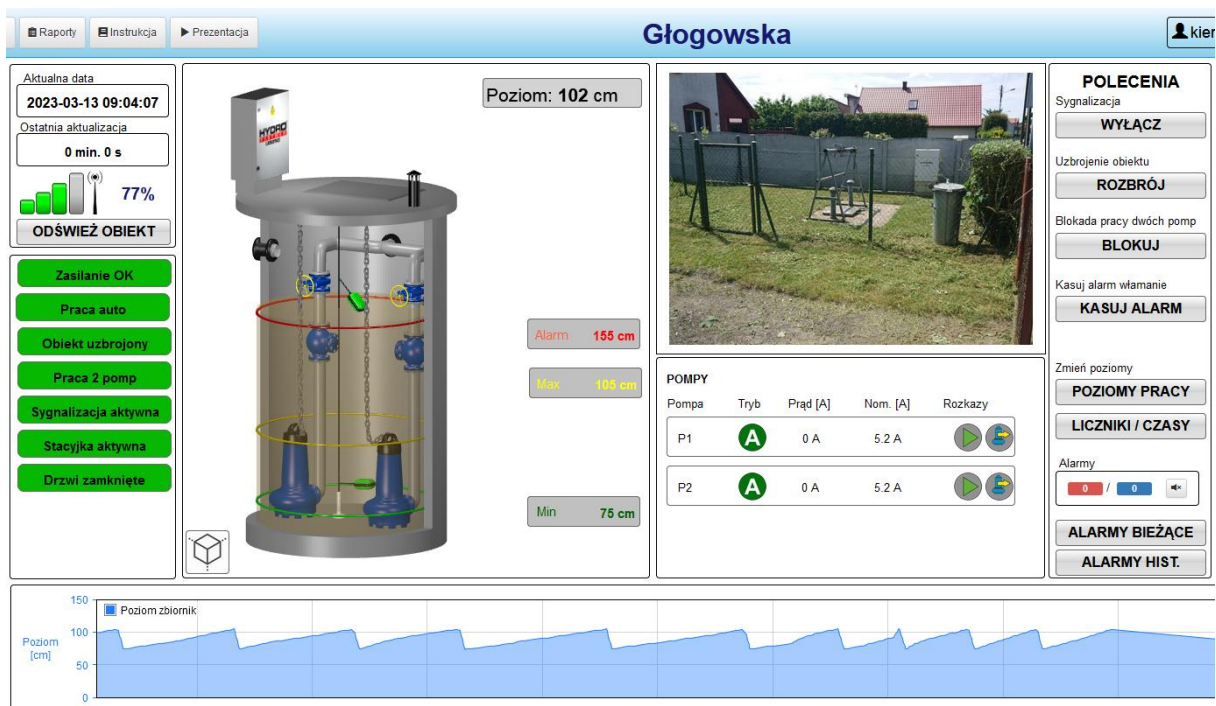 Raporty
Instrukcja
Prezentacja
Głogowska
kier
Aktualna data
2023-03-13 09:04:07
Ostatnia aktualizacja
0 min. 0 s
77%
ODŚWIEŻ OBIEKT
Zasilanie OK
Praca auto
Obiekt uzbrojony
Praca 2 pomp
Sygnalizacja aktywna
Stacyjka aktywna
Drzwi zamknięte
Poziom: 102 cm
HYDRO
Alarm 155 cm
Max 105 cm
Min 75 cm
POMPY
Pompa Tryb Prąd [A] Nom. [A] Rozkazy
P1 A 0 A 5.2 A
P2 A 0 A 5.2 A
POLECENIA
Sygnalizacja
WYŁĄCZ
Uzbrojenie obiektu
ROZBRÓJ
Blokada pracy dwóch pomp
BLOKUJ
Kasuj alarm włamanie
KASUJ ALARM
Zmień poziomy
POZIOMY PRACY
LICZNIKI / CZASY
Alarmy
0 / 0
ALARMY BIEŻĄCE
ALARMY HIST.
Poziom zbiornik
Poziom
[cm]
150
100
50
0